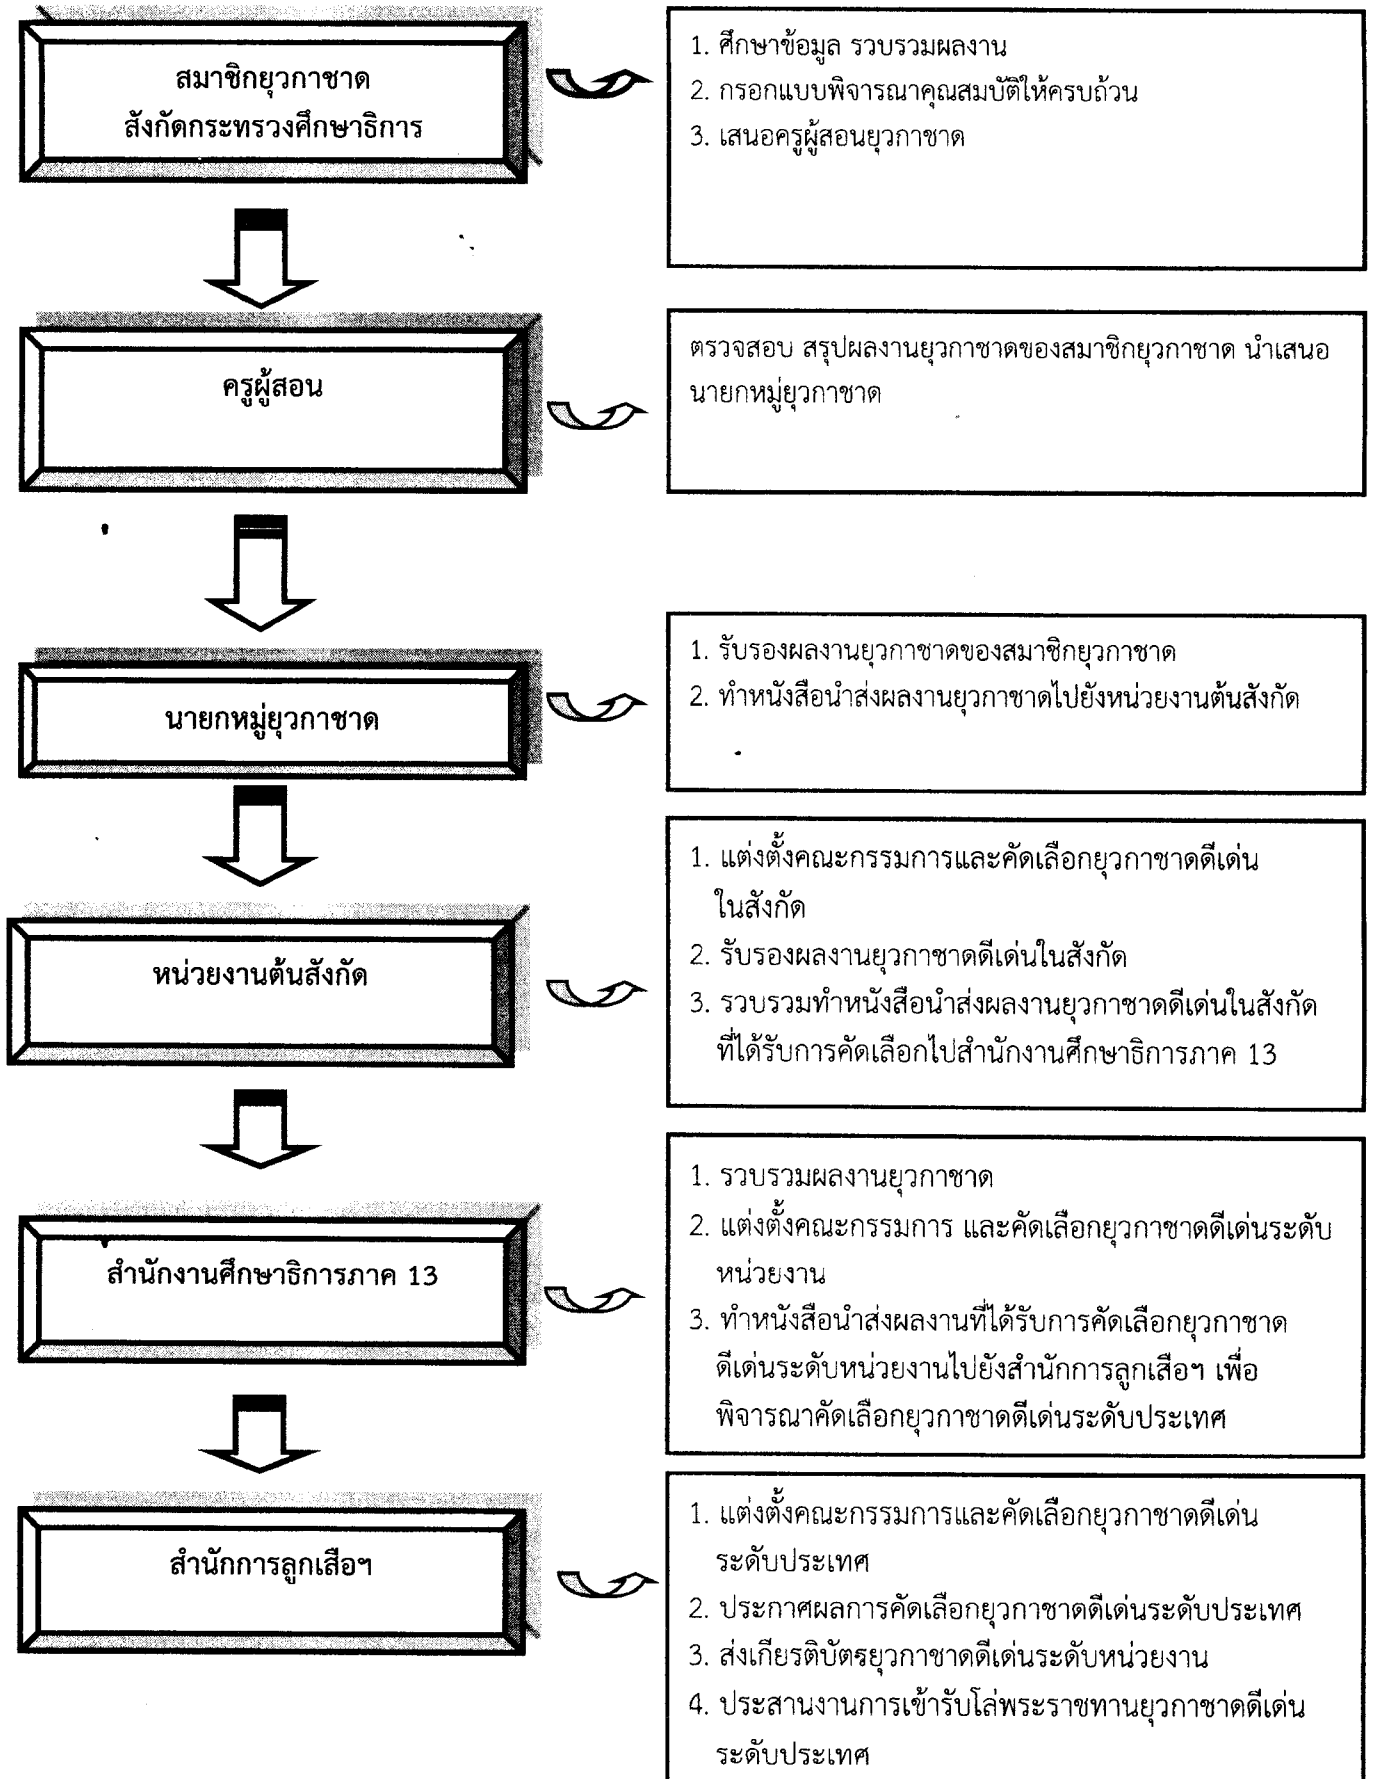 สมาชิกยุวกาชาด
สังกัดกระทรวงศึกษาธิการ
1. ศึกษาข้อมูล รวบรวมผลงาน
2. กรอกแบบพิจารณาคุณสมบัติให้ครบถ้วน
3. เสนอครูผู้สอนยุวกาชาด
ครูผู้สอน
ตรวจสอบ สรุปผลงานยุวกาชาดของสมาชิกยุวกาชาด นำเสนอ
นายกหมู่ยุวกาชาด
นายกหมู่ยุวกาชาด
1. รับรองผลงานยุวกาชาดของสมาชิกยุวกาชาด
2. ทำหนังสือนำส่งผลงานยุวกาชาดไปยังหน่วยงานต้นสังกัด
หน่วยงานต้นสังกัด
1. แต่งตั้งคณะกรรมการและคัดเลือกยุวกาชาดดีเด่น
ในสังกัด
2. รับรองผลงานยุวกาชาดดีเด่นในสังกัด
3. รวบรวมทำหนังสือนำส่งผลงานยุวกาชาดดีเด่นในสังกัด
ที่ได้รับการคัดเลือกไปสำนักงานศึกษาธิการภาค 13
สำนักงานศึกษาธิการภาค 13
1. รวบรวมผลงานยุวกาชาด
2. แต่งตั้งคณะกรรมการ และคัดเลือกยุวกาชาดดีเด่นระดับ
หน่วยงาน
3. ทำหนังสือนำส่งผลงานที่ได้รับการคัดเลือกยุวกาชาด
ดีเด่นระดับหน่วยงานไปยังสำนักการลูกเสือฯ เพื่อ
พิจารณาคัดเลือกยุวกาชาดดีเด่นระดับประเทศ
สำนักการลูกเสือฯ
1. แต่งตั้งคณะกรรมการและคัดเลือกยุวกาชาดดีเด่น
ระดับประเทศ
2. ประกาศผลการคัดเลือกยุวกาชาดดีเด่นระดับประเทศ
3. ส่งเกียรติบัตรยุวกาชาดดีเด่นระดับหน่วยงาน
4. ประสานงานการเข้ารับโล่พระราชทานยุวกาชาดดีเด่น
ระดับประเทศ